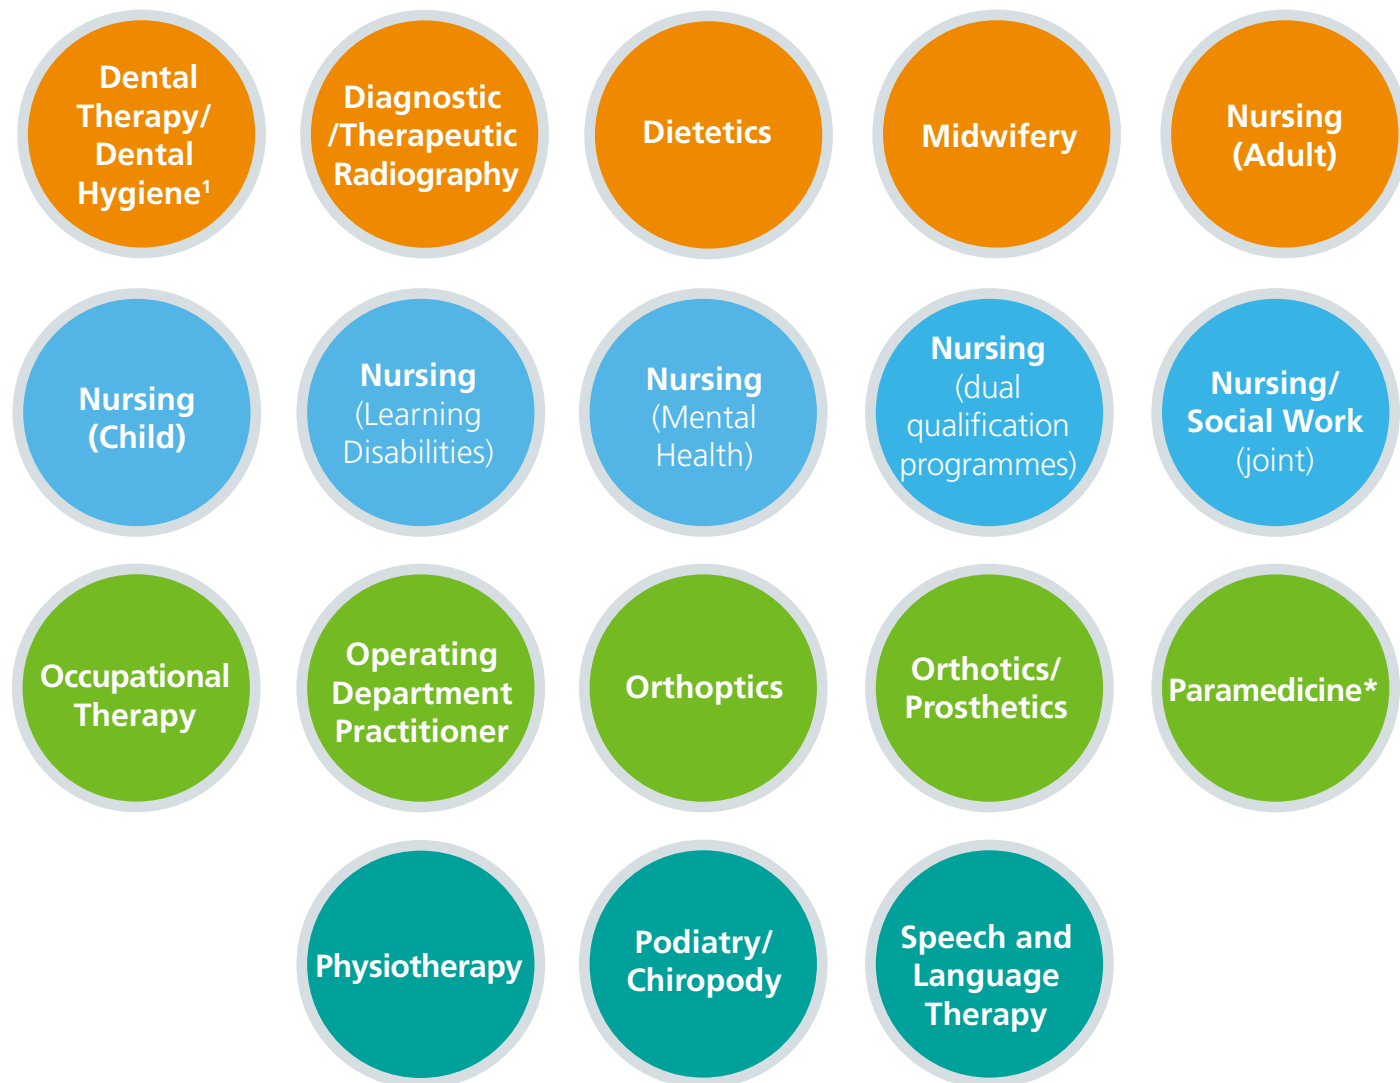 Dental
Therapy/
Dental
Hygiene¹
Diagnostic
/Therapeutic
Radiography
Dietetics
Midwifery
Nursing
(Adult)
Nursing
(Child)
Nursing
(Learning
Disabilities)
Nursing
(Mental
Health)
Nursing
(dual
qualification
programmes)
Nursing/
Social Work
(joint)
Occupational
Therapy
Operating
Department
Practitioner
Orthoptics
Orthotics/
Prosthetics
Paramedicine*
Physiotherapy
Podiatry/
Chiropody
Speech and
Language
Therapy